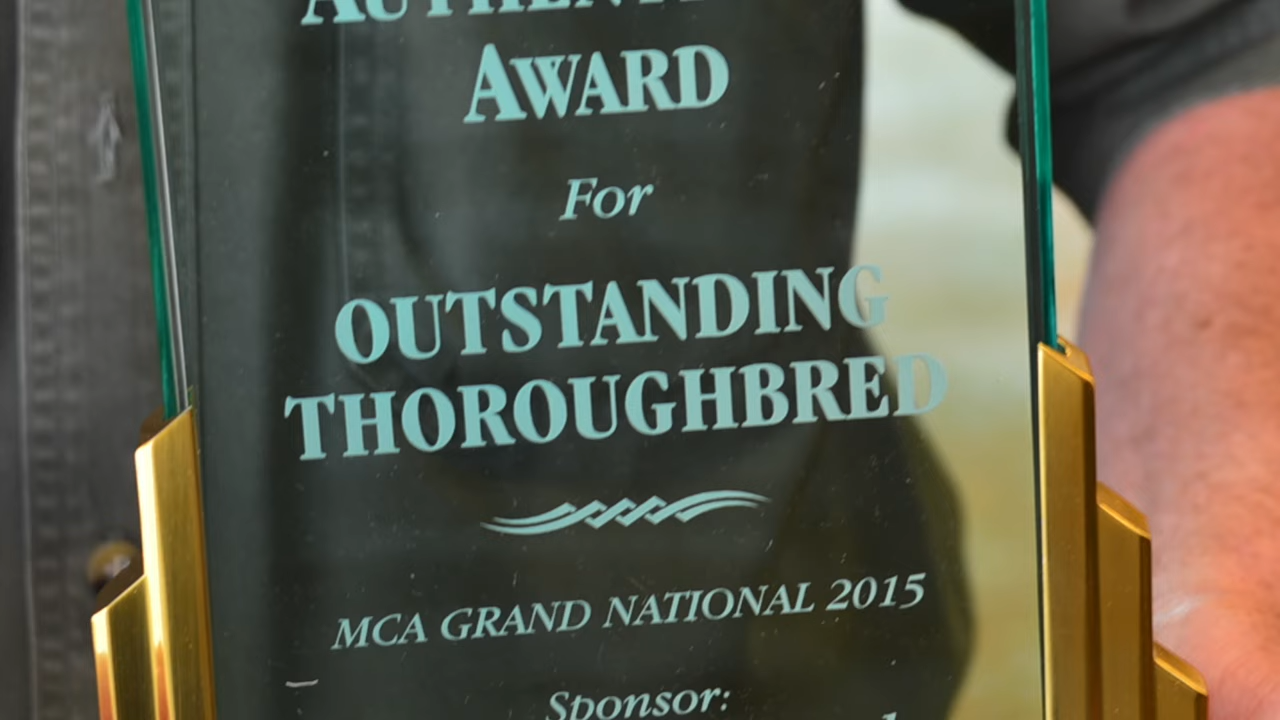 AWARD
For
OUTSTANDING
THOROUGHBRED
MCA GRAND NATIONAL 2015
Sponsor: